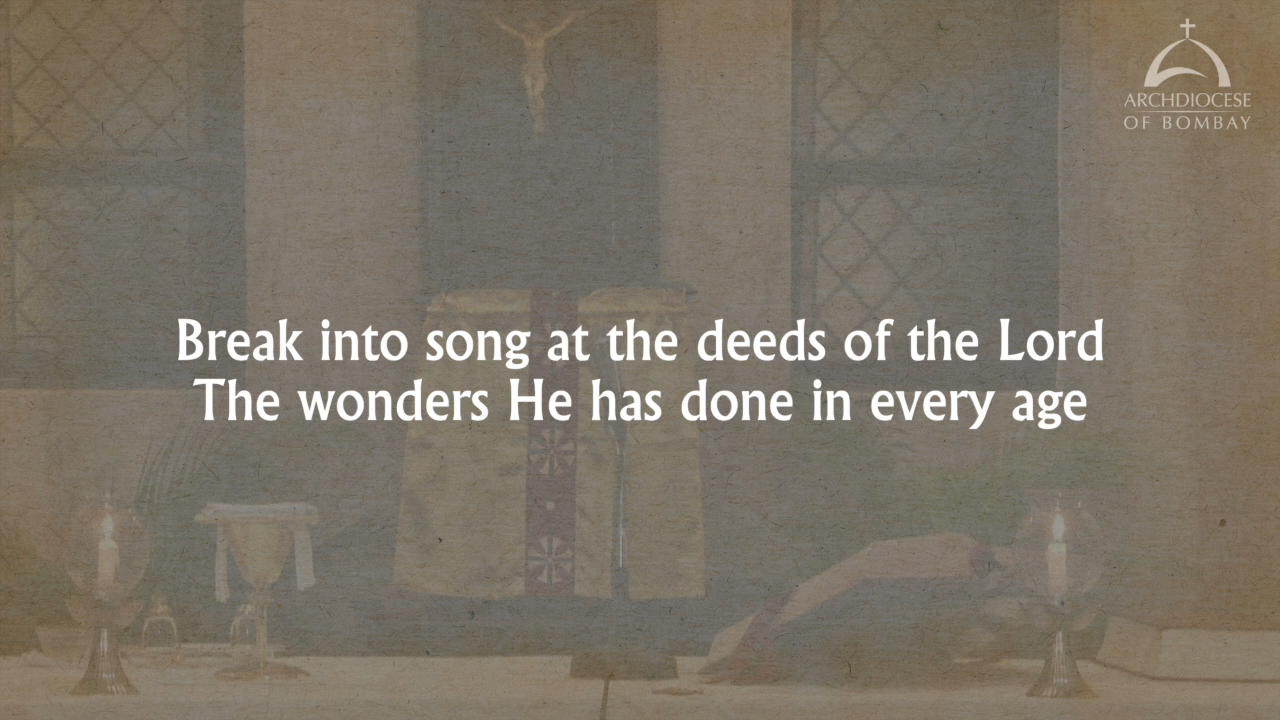 ARCHDIOCESE
OF BOMBAY
Break into song at the deeds of the Lord
The wonders He has done in every age